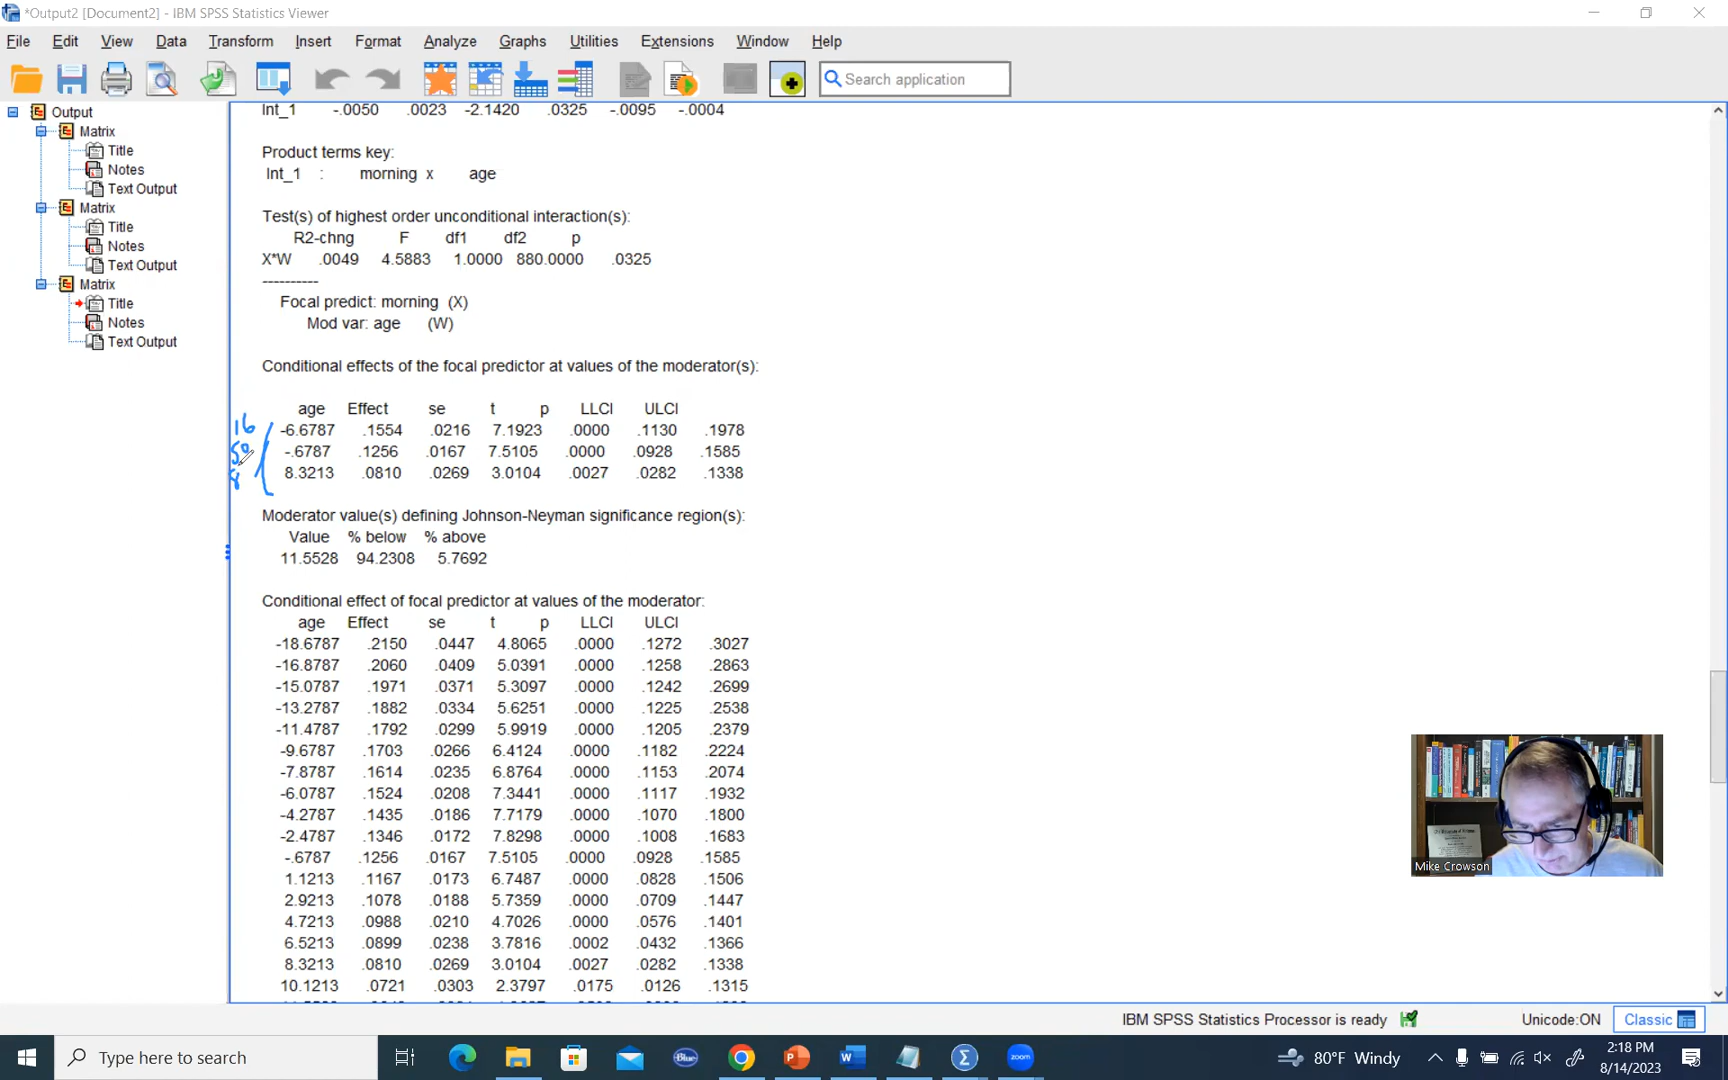 *Output2 [Document2] - IBM SPSS Statistics Viewer
File Edit View Data Transform Insert Format Analyze Graphs Utilities Extensions Window Help
Search application
Output
Matrix
Title
Notes
Text Output
Matrix
Title
Notes
Text Output
Matrix
Title
Notes
Text Output
Int_1 -.0050 .0023 -2.1420 .0325 -.0095 -.0004
Product terms key:
Int_1 : morning x age
Test(s) of highest order unconditional interaction(s):
R2-chng F df1 df2 p
X*W .0049 4.5883 1.0000 880.0000 .0325
----------
Focal predict: morning (X)
Mod var: age (W)
Conditional effects of the focal predictor at values of the moderator(s):
age Effect se t p LLCI ULCI
16 -6.6787 .1554 .0216 7.1923 .0000 .1130 .1978
50 -.6787 .1256 .0167 7.5105 .0000 .0928 .1585
8 8.3213 .0810 .0269 3.0104 .0027 .0282 .1338
Moderator value(s) defining Johnson-Neyman significance region(s):
Value % below % above
11.5528 94.2308 5.7692
Conditional effect of focal predictor at values of the moderator:
age Effect se t p LLCI ULCI
-18.6787 .2150 .0447 4.8065 .0000 .1272 .3027
-16.8787 .2060 .0409 5.0391 .0000 .1258 .2863
-15.0787 .1971 .0371 5.3097 .0000 .1242 .2699
-13.2787 .1882 .0334 5.6251 .0000 .1225 .2538
-11.4787 .1792 .0299 5.9919 .0000 .1205 .2379
-9.6787 .1703 .0266 6.4124 .0000 .1182 .2224
-7.8787 .1614 .0235 6.8764 .0000 .1153 .2074
-6.0787 .1524 .0208 7.3441 .0000 .1117 .1932
-4.2787 .1435 .0186 7.7179 .0000 .1070 .1800
-2.4787 .1346 .0172 7.8298 .0000 .1008 .1683
-.6787 .1256 .0167 7.5105 .0000 .0928 .1585
1.1213 .1167 .0173 6.7487 .0000 .0828 .1506
2.9213 .1078 .0188 5.7359 .0000 .0709 .1447
4.7213 .0988 .0210 4.7026 .0000 .0576 .1401
6.5213 .0899 .0238 3.7816 .0002 .0432 .1366
8.3213 .0810 .0269 3.0104 .0027 .0282 .1338
10.1213 .0721 .0303 2.3797 .0175 .0126 .1315
Mike Crowson
IBM SPSS Statistics Processor is ready Unicode:ON Classic
Type here to search
Blue
zoom
80°F Windy
2:18 PM
8/14/2023